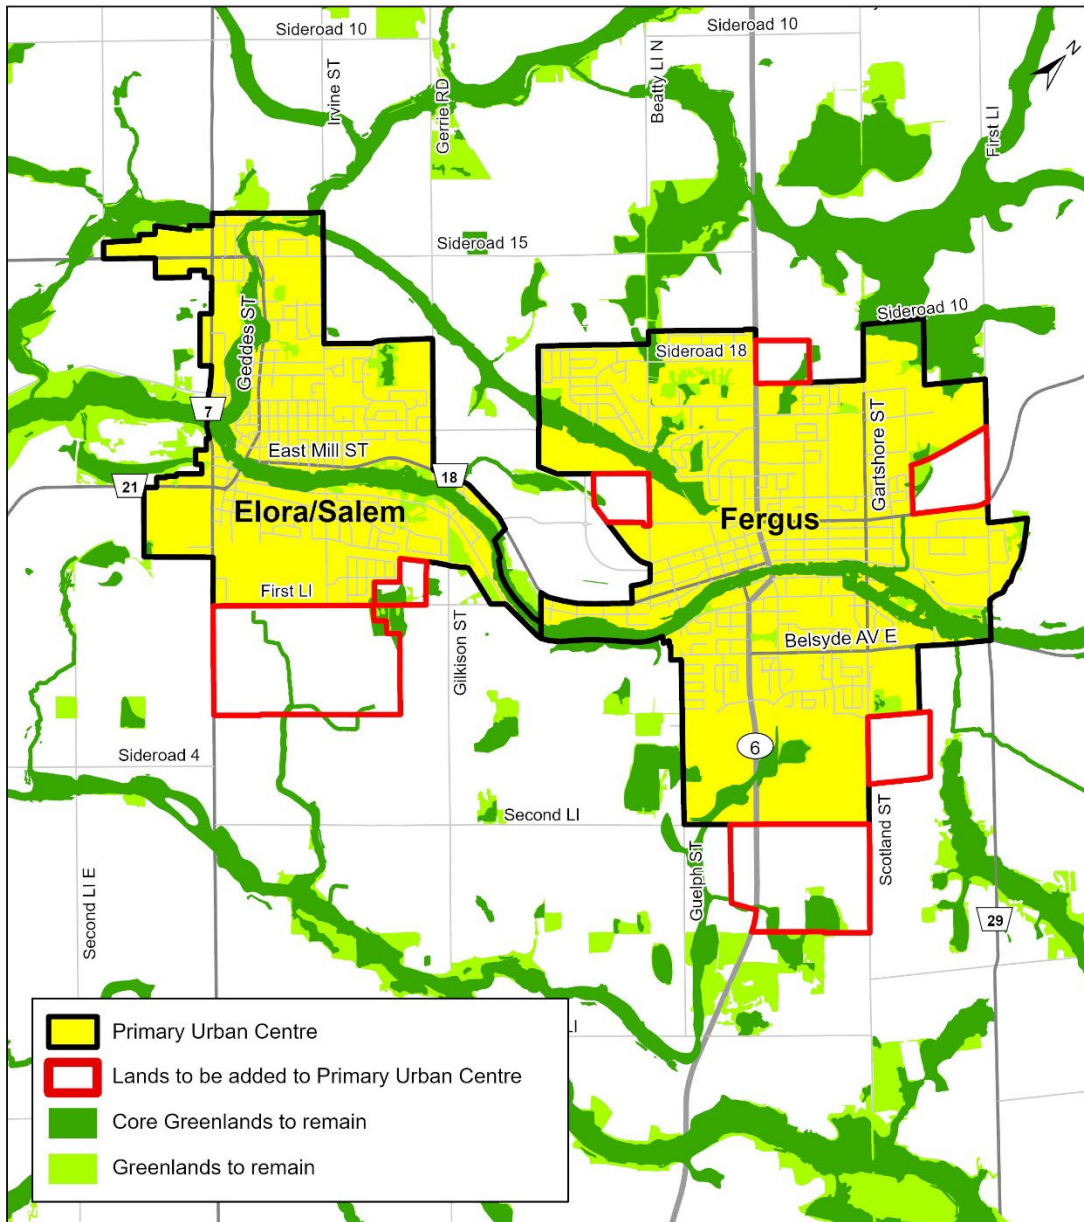 Sideroad 10
Sideroad 10
N
Irvine ST
Gerrie RD
Beatty LI N
First LI
Sideroad 15
Sideroad 10
Geddes ST
Sideroad 18
7
East Mill ST
Gartshore ST
21
18
Elora/Salem
Fergus
First LI
Gilkison ST
Belsyde AV E
Sideroad 4
6
Second LI
Scotland ST
Guelph ST
Second LI E
29
LI
Primary Urban Centre
Lands to be added to Primary Urban Centre
Core Greenlands to remain
Greenlands to remain